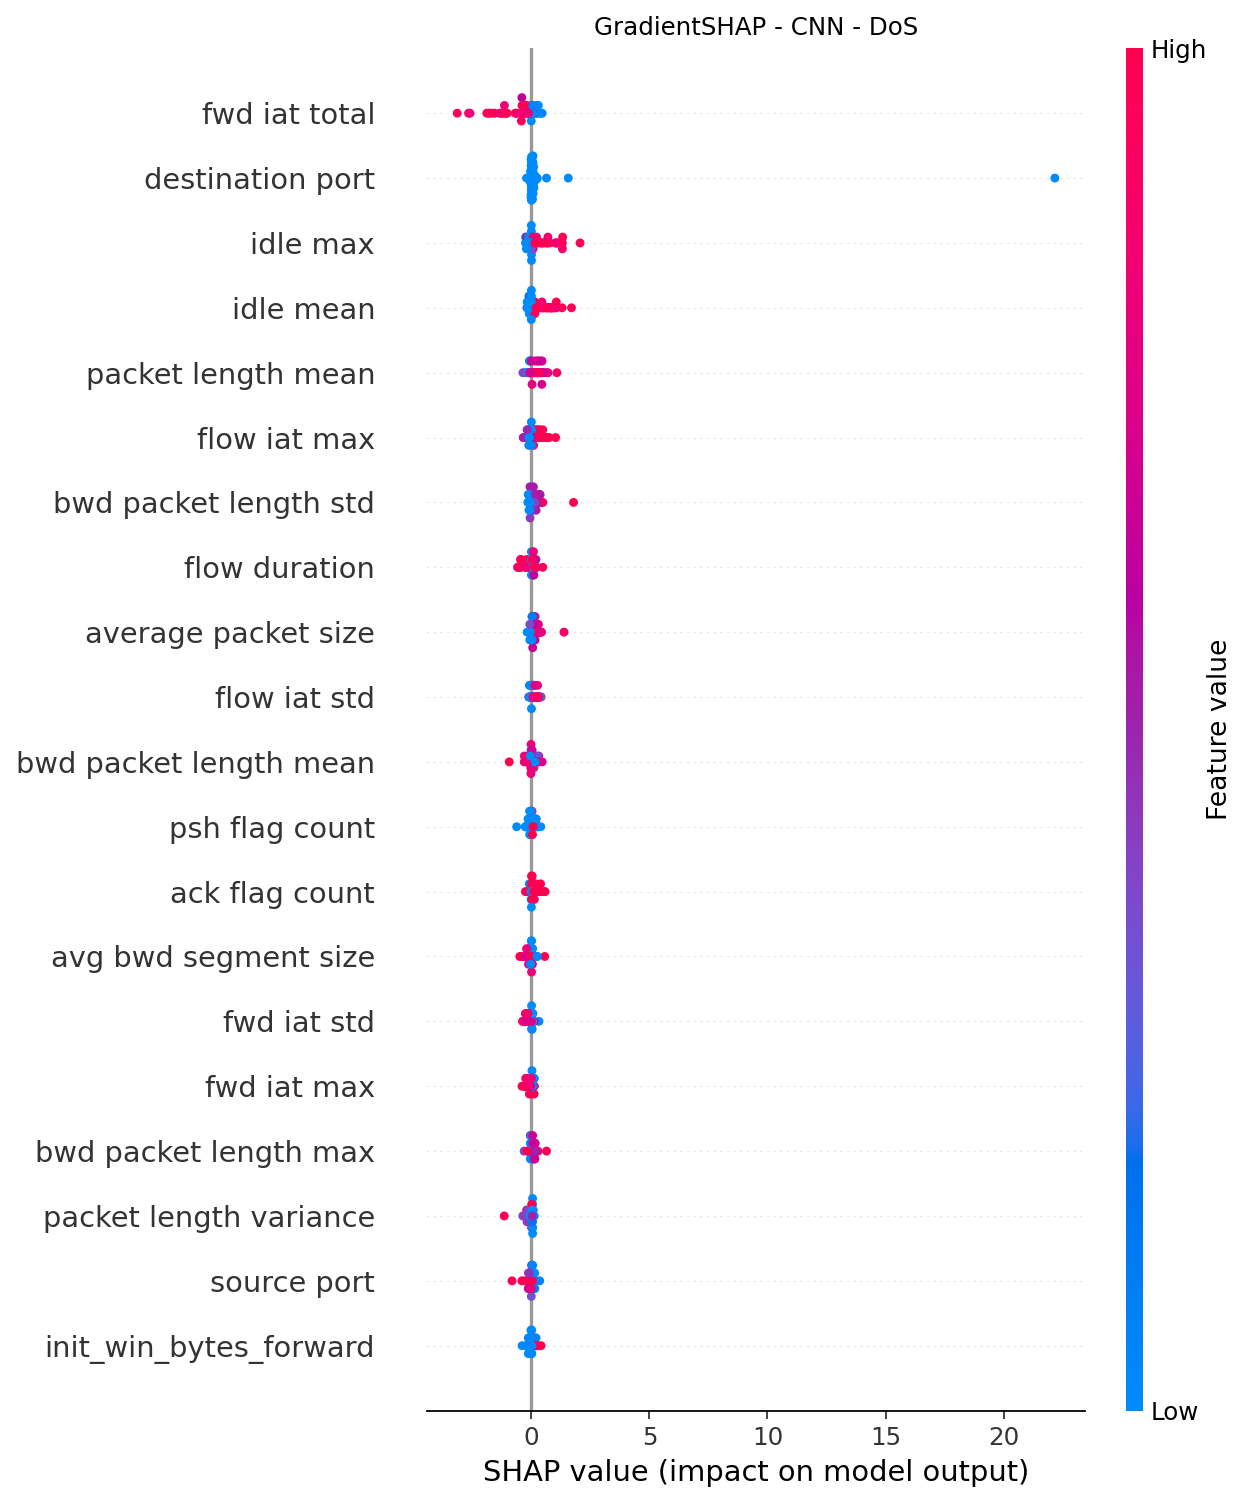 GradientSHAP - CNN - DoS
High
fwd iat total
destination port
idle max
idle mean
packet length mean
flow iat max
bwd packet length std
flow duration
average packet size
flow iat std
bwd packet length mean
psh flag count
ack flag count
avg bwd segment size
fwd iat std
fwd iat max
bwd packet length max
packet length variance
source port
init_win_bytes_forward
Feature value
Low
0 5 10 15 20
SHAP value (impact on model output)